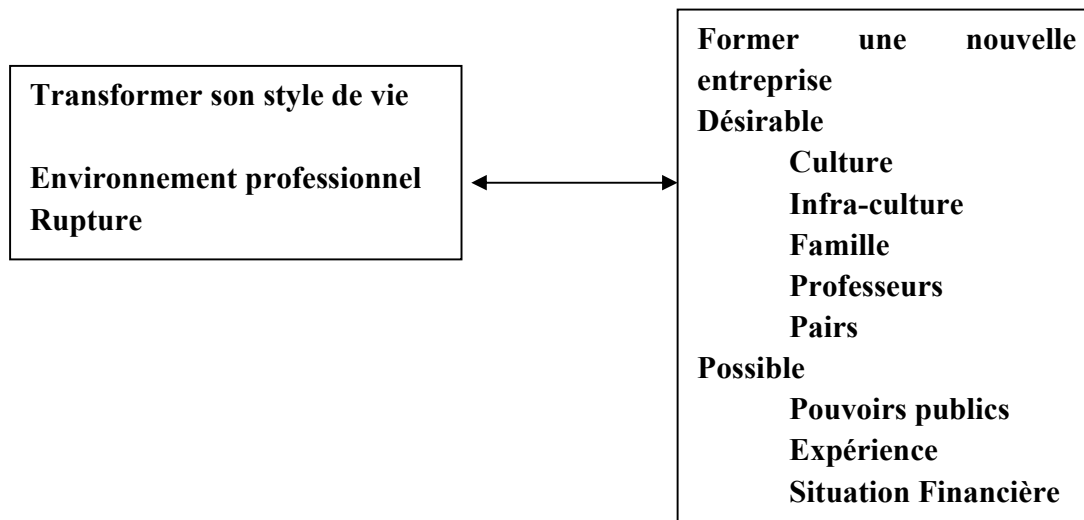 Transformer son style de vie
Environnement professionnel
Rupture
Former une nouvelle
entreprise
Désirable
Culture
Infra-culture
Famille
Professeurs
Pairs
Possible
Pouvoirs publics
Expérience
Situation Financière